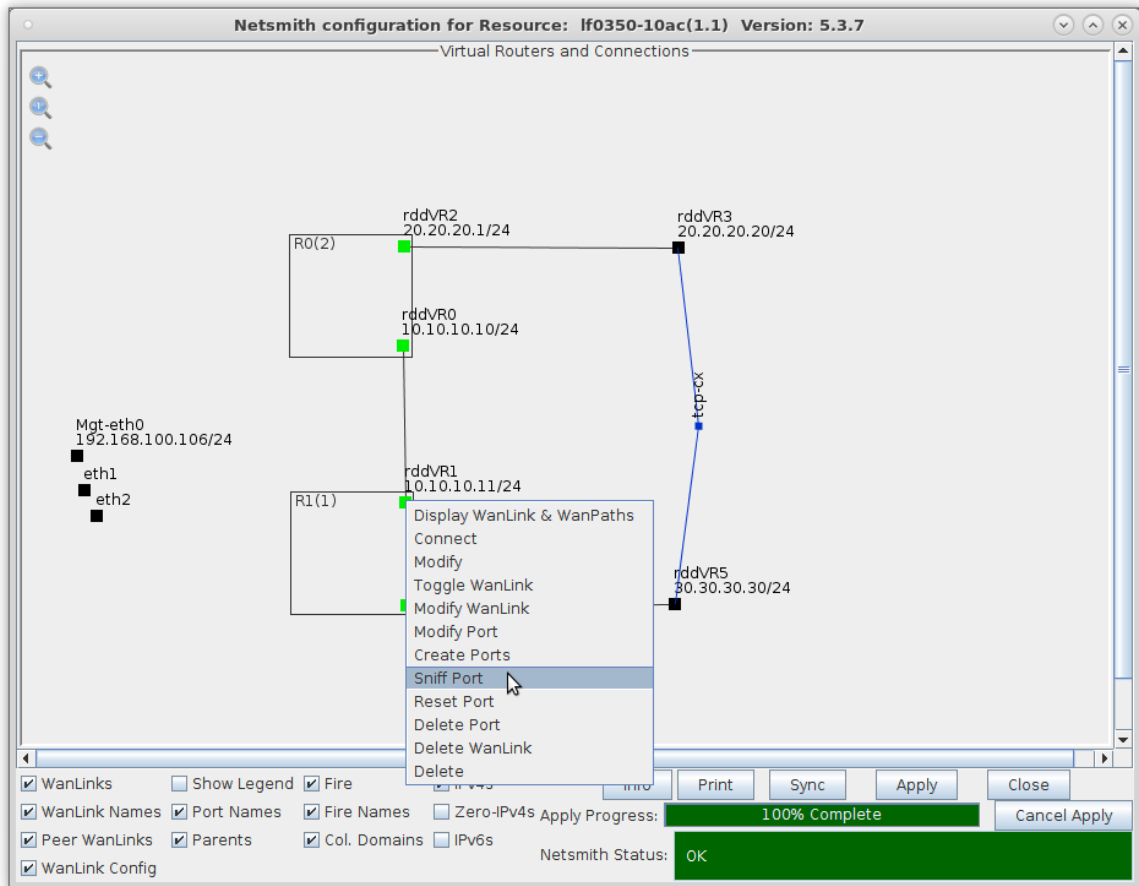 Netsmith configuration for Resource:  lf0350-10ac(1.1)  Version: 5.3.7
Virtual Routers and Connections
rddVR2
20.20.20.1/24
rddVR3
20.20.20.20/24
R0(2)
rddVR0
10.10.10.10/24
tcp-cx
Mgt-eth0
192.168.100.106/24
eth1
eth2
rddVR1
10.10.10.11/24
R1(1)
rddVR5
30.30.30.30/24
Display WanLink & WanPaths
Connect
Modify
Toggle WanLink
Modify WanLink
Modify Port
Create Ports
Sniff Port
Reset Port
Delete Port
Delete WanLink
Delete
WanLinks
Show Legend
Fire
Print
Sync
Apply
Close
WanLink Names
Port Names
Fire Names
Zero-IPv4s
Apply Progress:
100% Complete
Cancel Apply
Peer WanLinks
Parents
Col. Domains
IPv6s
Netsmith Status:
OK
WanLink Config